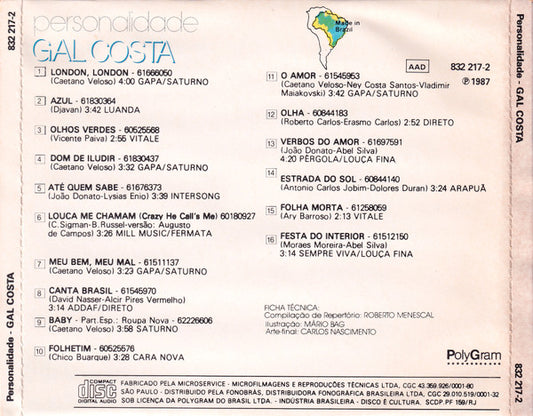 832 217-2
Personalidade - GAL COSTA
personalidade
GAL COSTA
1 LONDON, LONDON - 61666050
(Caetano Veloso) 4:00 GAPA/SATURNO
2 AZUL - 61830364
(Djavan) 3:42 LUANDA
3 OLHOS VERDES - 60525568
(Vicente Paiva) 2:55 VITALE
4 DOM DE ILUDIR - 61830437
(Caetano Veloso) 3:32 GAPA/SATURNO
5 ATÉ QUEM SABE - 61676373
(João Donato-Lysias Enio) 3:39 INTERSONG
6 LOUCA ME CHAMAM (Crazy He Call's Me) 60180927
(C.Sigman-B.Russel-versão: Augusto
de Campos) 3:26 MILL MUSIC/FERMATA
7 MEU BEM, MEU MAL - 61511137
(Caetano Veloso) 3:23 GAPA/SATURNO
8 CANTA BRASIL - 61545970
(David Nasser-Alcir Pires Vermelho)
3:14 ADDAF/DIRETO
9 BABY - Part.Esp.: Roupa Nova - 62226606
(Caetano Veloso) 3:58 SATURNO
10 FOLHETIM - 60525576
(Chico Buarque) 3:28 CARA NOVA
Made in
Brazil
AAD 832 217-2
℗ 1987
11 O AMOR - 61545953
(Caetano Veloso-Ney Costa Santos-Vladimir
Maiakovski) 3:42 GAPA/SATURNO
12 OLHA - 60844183
(Roberto Carlos-Erasmo Carlos) 2:52 DIRETO
13 VERBOS DO AMOR - 61697591
(João Donato-Abel Silva)
4:20 PÉRGOLA/LOUÇA FINA
14 ESTRADA DO SOL - 60844140
(Antonio Carlos Jobim-Dolores Duran) 3:24 ARAPUÃ
15 FOLHA MORTA - 61258059
(Ary Barroso) 2:13 VITALE
16 FESTA DO INTERIOR - 61512150
(Moraes Moreira-Abel Silva)
3:14 SEMPRE VIVA/LOUÇA FINA
FICHA TÉCNICA:
Compilação de Repertório: ROBERTO MENESCAL
Ilustração: MÁRIO BAG
Arte-final: CARLOS NASCIMENTO
PolyGram
COMPACT
disc
DIGITAL AUDIO
FABRICADO PELA MICROSERVICE - MICROFILMAGENS E REPRODUÇÕES TÉCNICAS LTDA, CGC 43.359.926/0001-80
SÃO PAULO - DISTRIBUÍDO PELA FONOBRÁS, DISTRIBUIDORA FONOGRÁFICA BRASILEIRA LTDA, CGC 29.010.519/0001-32
SOB LICENCA DA POLYGRAM DO BRASIL LTDA. - INDÚSTRIA BRASILEIRA - DISCO É CULTURA. SCDP. PF 159/RJ
Personalidade - GAL COSTA
832 217-2